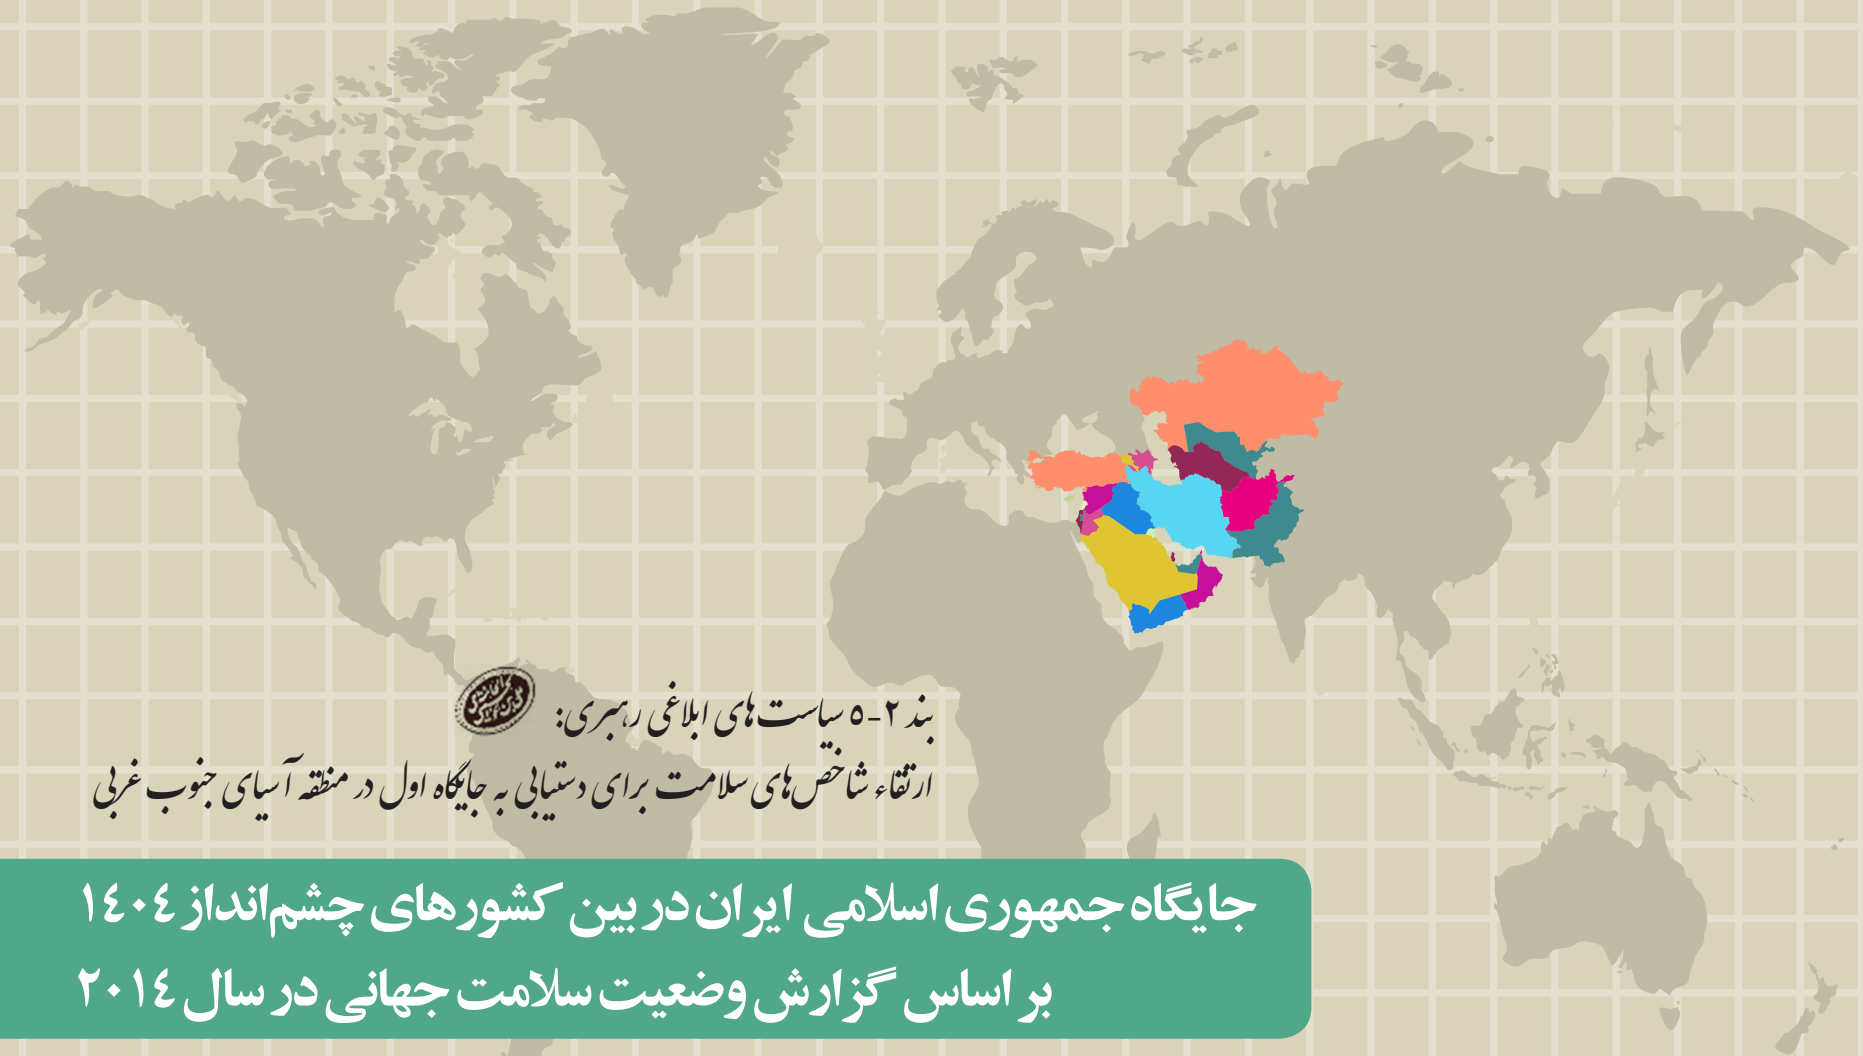 بند ۲-۵ سیاست‌های ابلاغی رهبری:
ارتقاء شاخص‌های سلامت برای دستیابی به جایگاه اول در منطقه آسیای جنوب غربی
جایگاه جمهوری اسلامی ایران در بین کشورهای چشم‌انداز ۱٤۰٤
بر اساس گزارش وضعیت سلامت جهانی در سال ۲۰۱٤